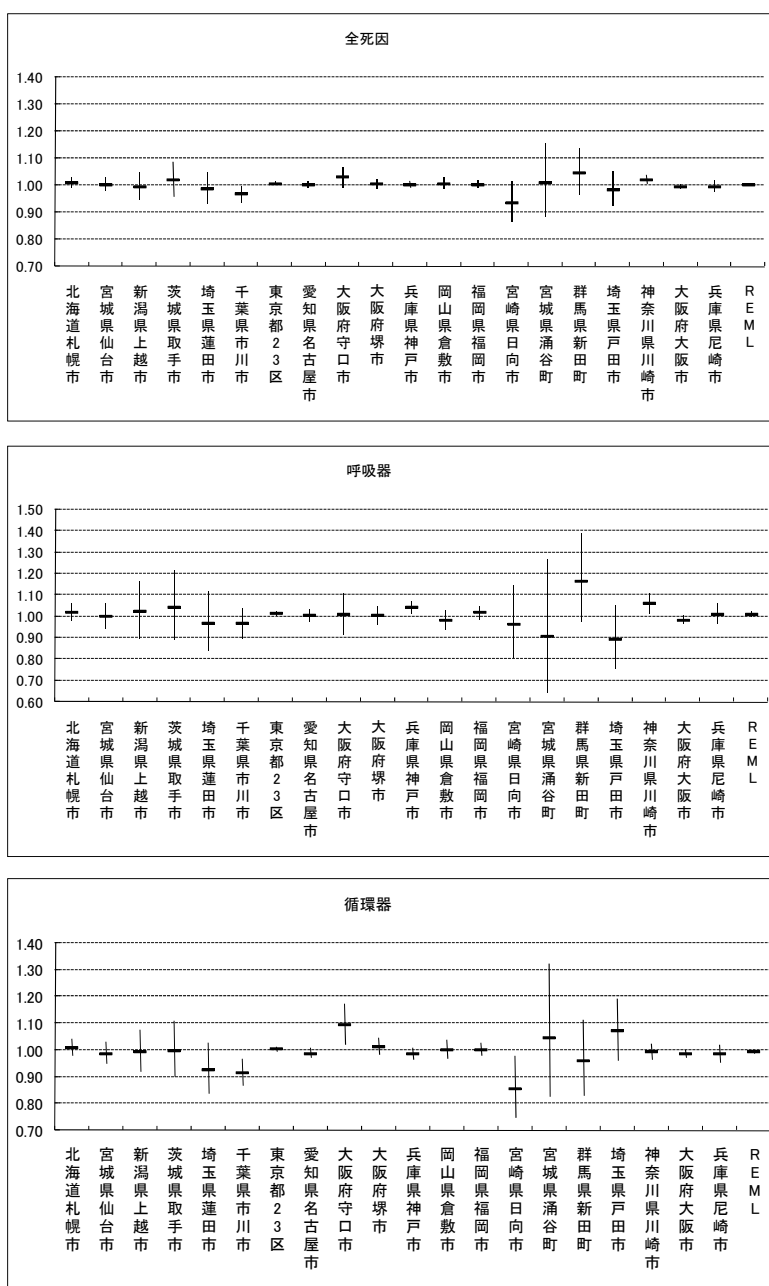 全死因
1.40
1.30
1.20
1.10
1.00
0.90
0.80
0.70
北海道札幌市
宮城県仙台市
新潟県上越市
茨城県取手市
埼玉県蓮田市
千葉県市川市
東京都23区
愛知県名古屋市
大阪府守口市
大阪府堺市
兵庫県神戸市
岡山県倉敷市
福岡県福岡市
宮崎県日向市
宮城県涌谷町
群馬県新田町
埼玉県戸田市
神奈川県川崎市
大阪府大阪市
兵庫県尼崎市
REML
呼吸器
1.50
1.40
1.30
1.20
1.10
1.00
0.90
0.80
0.70
0.60
北海道札幌市
宮城県仙台市
新潟県上越市
茨城県取手市
埼玉県蓮田市
千葉県市川市
東京都23区
愛知県名古屋市
大阪府守口市
大阪府堺市
兵庫県神戸市
岡山県倉敷市
福岡県福岡市
宮崎県日向市
宮城県涌谷町
群馬県新田町
埼玉県戸田市
神奈川県川崎市
大阪府大阪市
兵庫県尼崎市
REML
循環器
1.40
1.30
1.20
1.10
1.00
0.90
0.80
0.70
北海道札幌市
宮城県仙台市
新潟県上越市
茨城県取手市
埼玉県蓮田市
千葉県市川市
東京都23区
愛知県名古屋市
大阪府守口市
大阪府堺市
兵庫県神戸市
岡山県倉敷市
福岡県福岡市
宮崎県日向市
宮城県涌谷町
群馬県新田町
埼玉県戸田市
神奈川県川崎市
大阪府大阪市
兵庫県尼崎市
REML